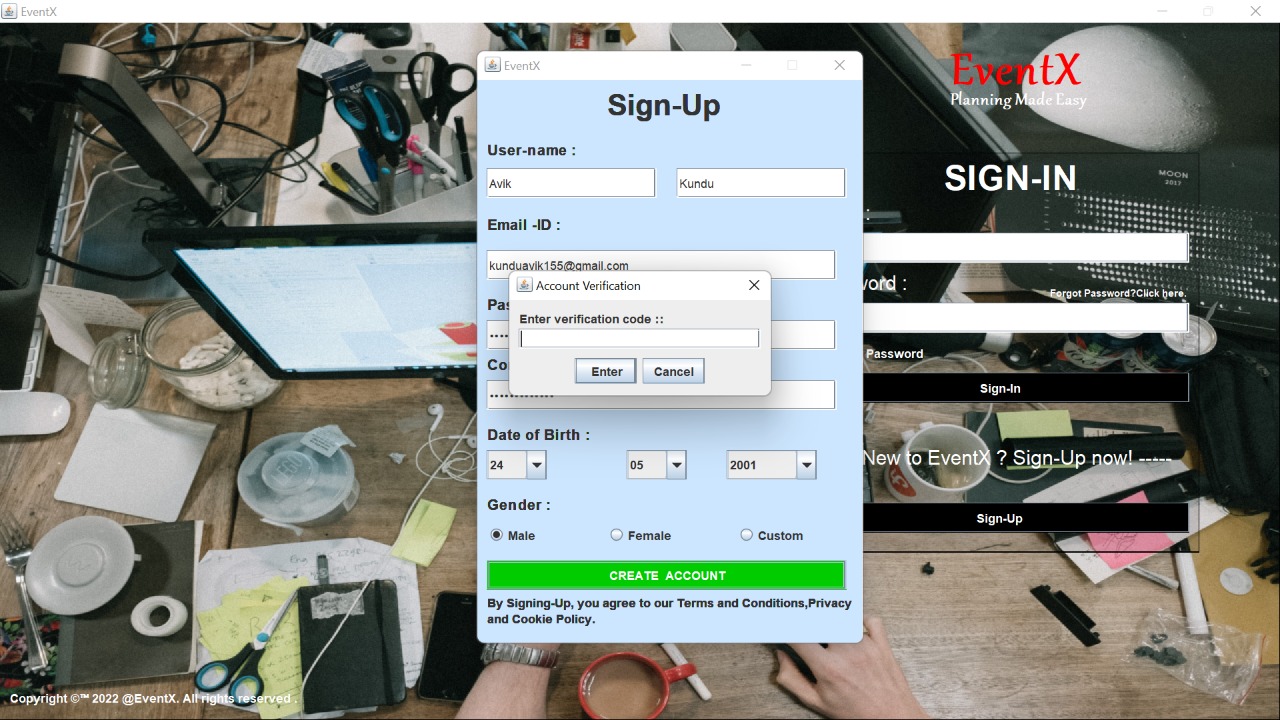 EventX
EventX
Sign-Up
User-name :
Avik
Kundu
Email -ID :
kunduavik155@gmail.com
Pas
Account Verification
Enter verification code ::
Enter
Cancel
Co
Date of Birth :
24
05
2001
Gender :
Male
Female
Custom
CREATE ACCOUNT
By Signing-Up, you agree to our Terms and Conditions,Privacy
and Cookie Policy.
EventX
Planning Made Easy
SIGN-IN
MOON
2017
word :
Forgot Password?Click here.
Password
Sign-In
New to EventX ? Sign-Up now! -----
Sign-Up
Copyright ©™ 2022 @EventX. All rights reserved .